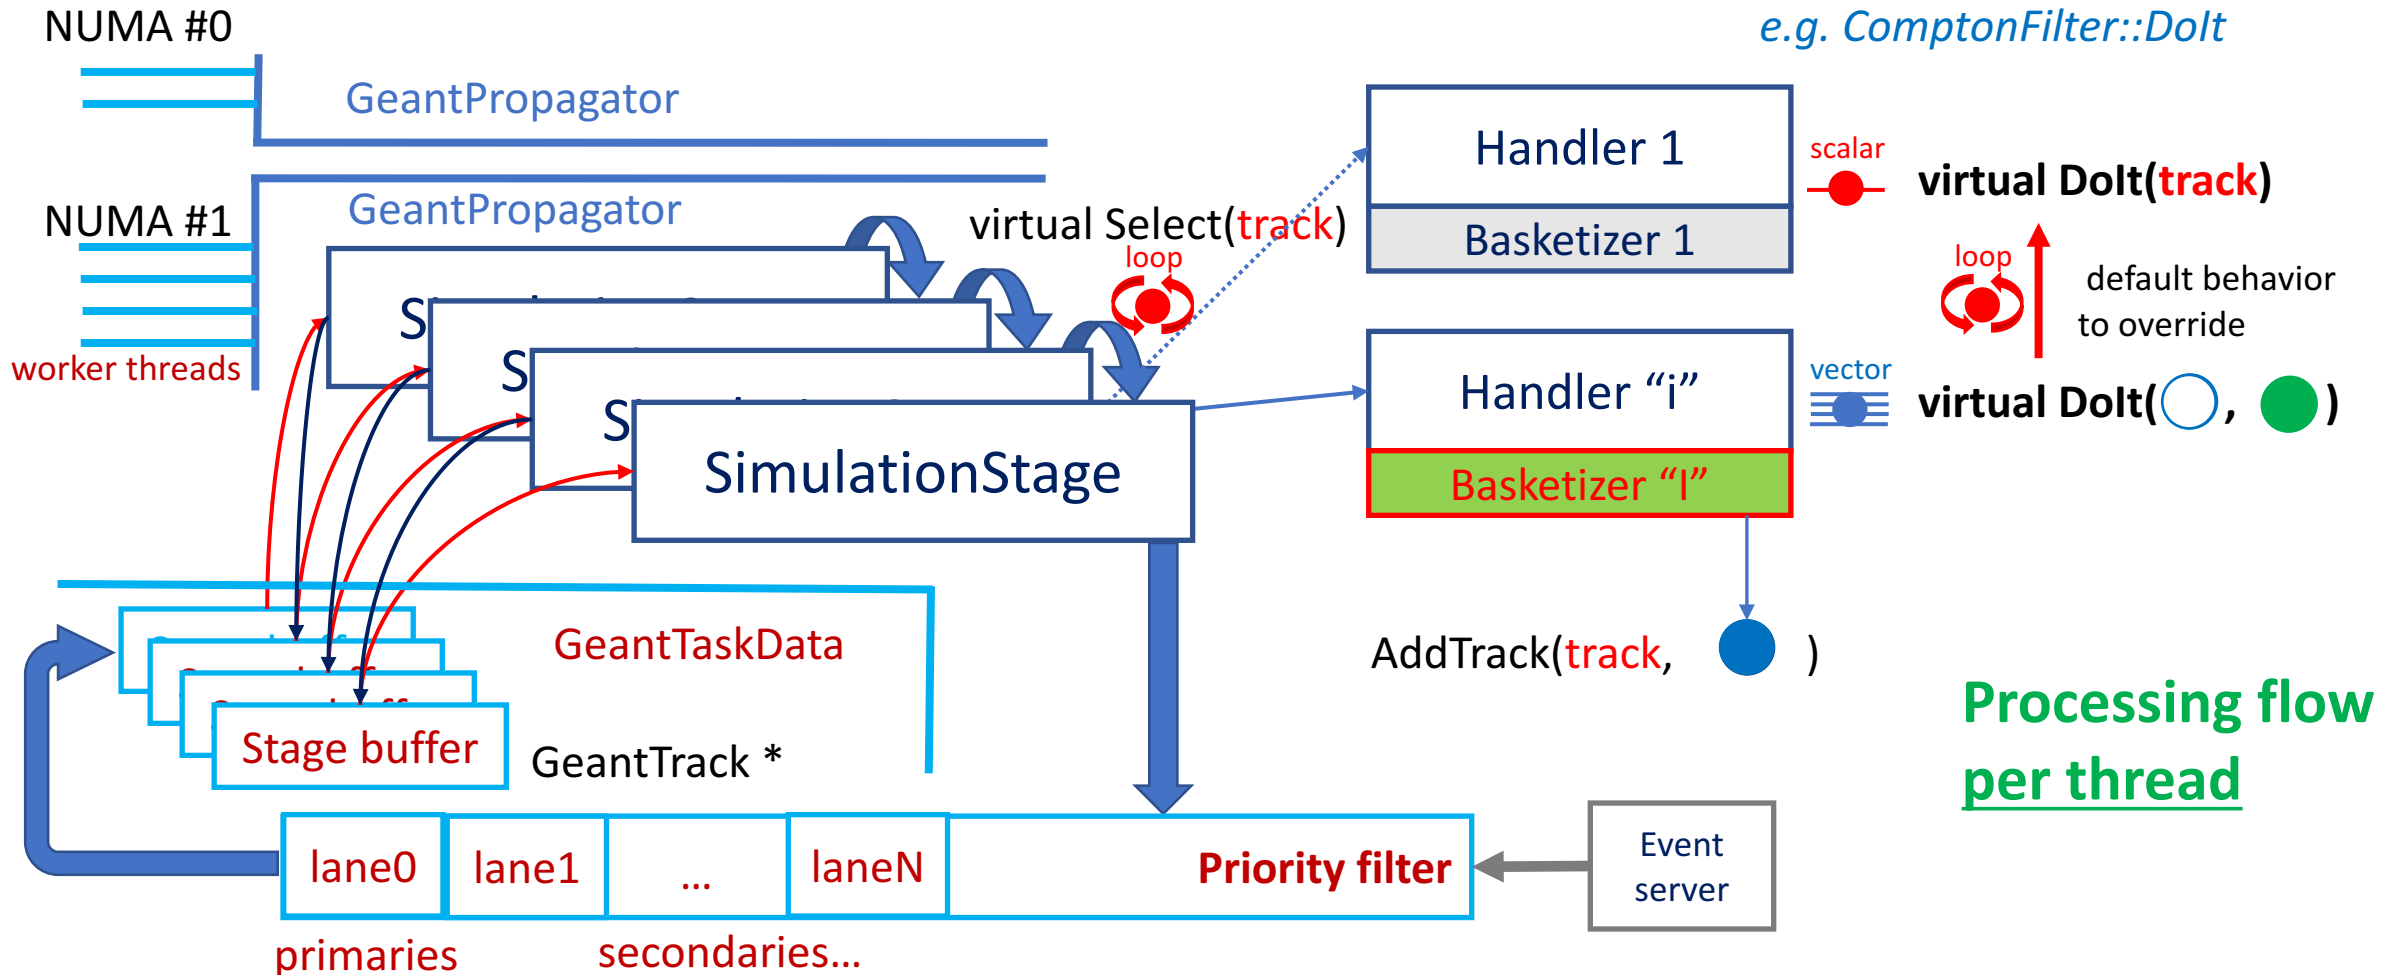 NUMA #0
e.g. ComptonFilter::DoIt
GeantPropagator
Handler 1
scalar
virtual DoIt(track)
GeantPropagator
NUMA #1
virtual Select(track)
Basketizer 1
loop
loop
default behavior
to override
worker threads
Handler “i”
vector
virtual DoIt( , )
SimulationStage
Basketizer “I”
GeantTaskData
AddTrack(track, )
Stage buffer
GeantTrack *
Processing flow
per thread
lane0
lane1
...
laneN
Priority filter
Event
server
primaries
secondaries...